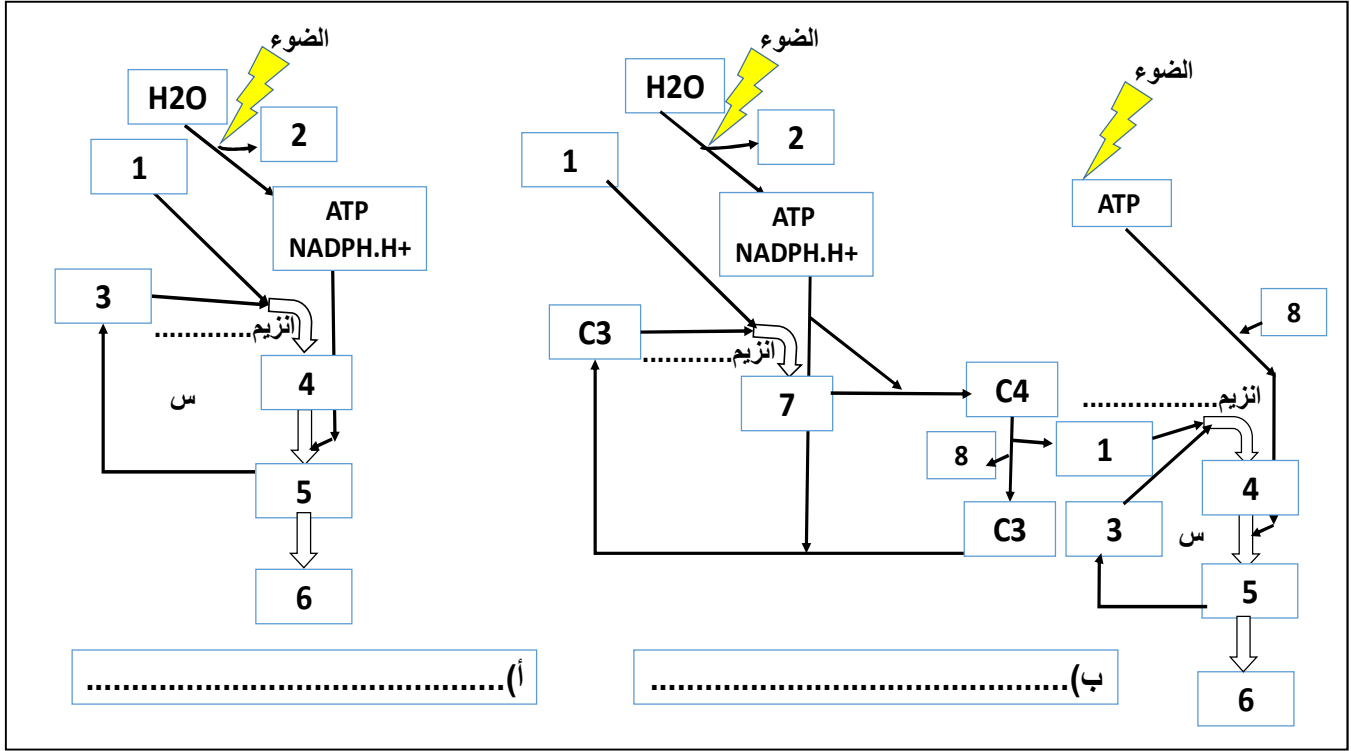 الضوء
H2O
2
1
ATP
NADPH.H+
3
انزيم.............
4
س
5
6
أ)..............................................
الضوء
H2O
2
1
ATP
NADPH.H+
C3
انزيم............
7
C4
8
1
C3
الضوء
ATP
8
انزيم..................
4
3
س
5
6
ب)..............................................